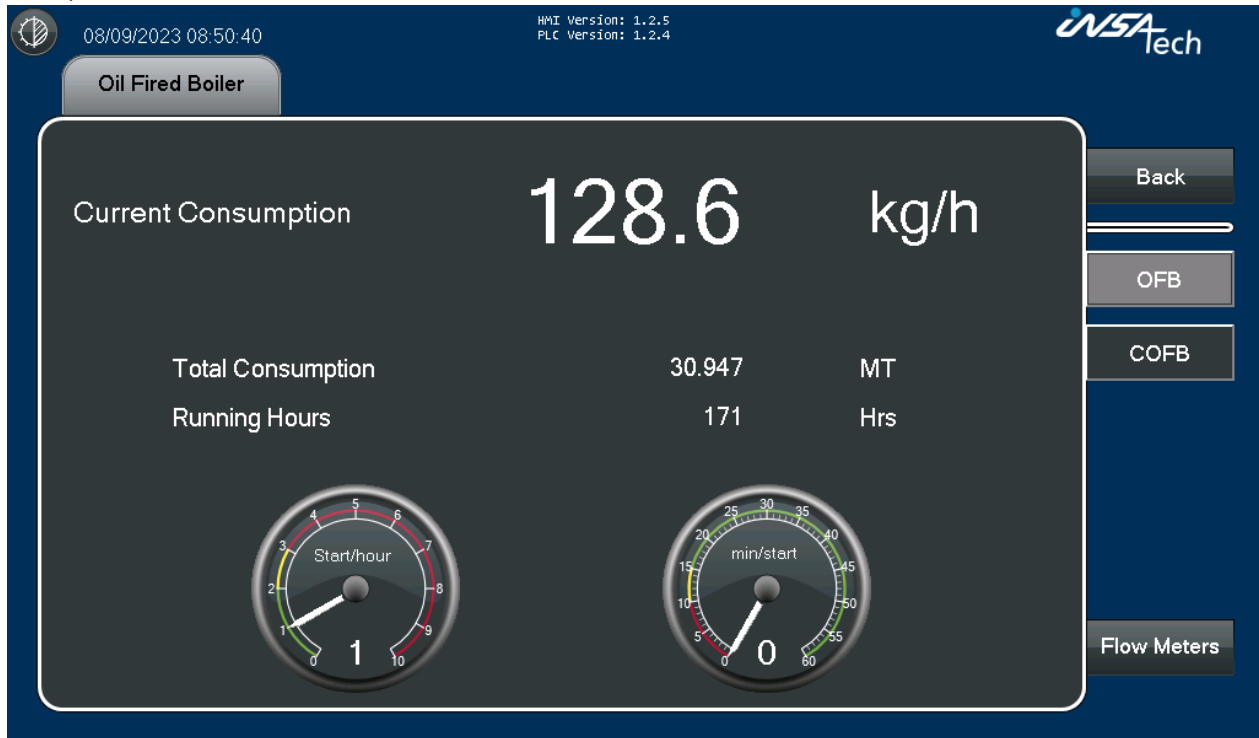 HMI Version: 1.2.5
08/09/2023 08:50:40
PLC Version: 1.2.4
iNSATech
Oil Fired Boiler
Back
Current Consumption 128.6 kg/h
OFB
COFB
Total Consumption 30.947 MT
Running Hours 171 Hrs
Start/hour
0 1 2 3 4 5 6 7 8 9 10
1
min/start
0 5 10 15 20 25 30 35 40 45 50 55 60
0
Flow Meters